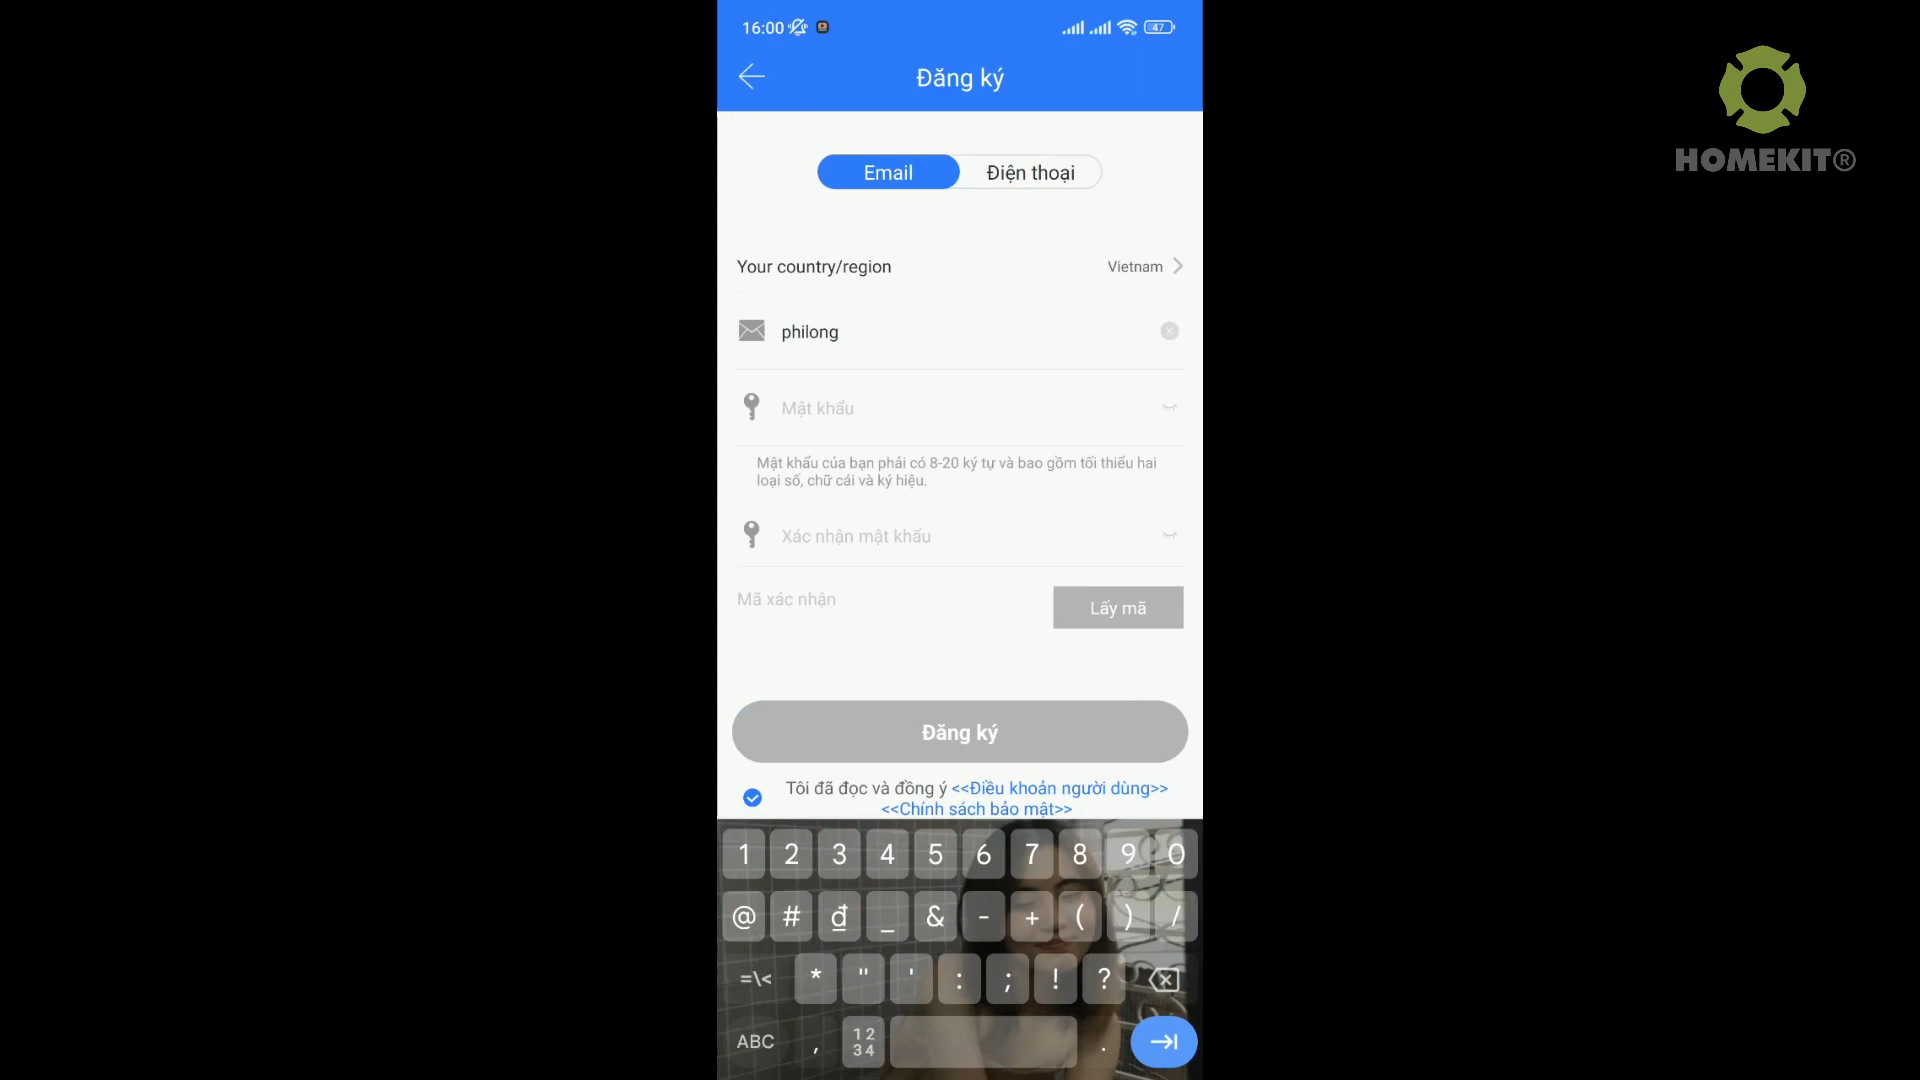 16:00
47
Đăng ký
HOMEKIT®
Email Điện thoại
Your country/region Vietnam
philong
Mật khẩu
Mật khẩu của bạn phải có 8-20 ký tự và bao gồm tối thiểu hai
loại số, chữ cái và ký hiệu.
Xác nhận mật khẩu
Mã xác nhận Lấy mã
Đăng ký
Tôi đã đọc và đồng ý <<Điều khoản người dùng>>
<<Chính sách bảo mật>>
1 2 3 4 5 6 7 8 9 0
@ # ₫ _ & - + ( ) /
=\< * " ' : ; ! ?
ABC , 12 34 .